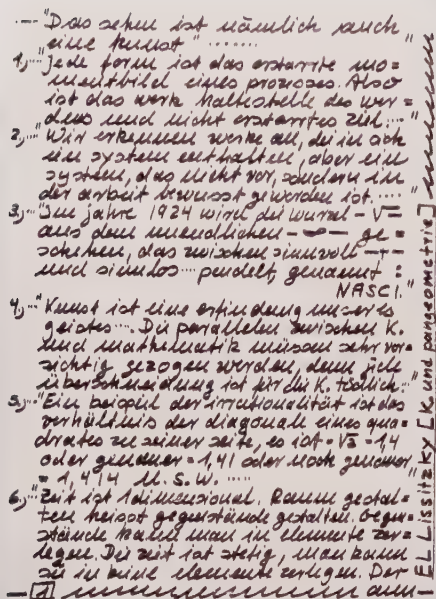 — "Das sehen ist nämlich auch
eine kunst" .......
1,..."Jede form ist das erstarrte mo=
mentbild eines prozesses. Also
ist das werk haltestelle des wer=
dens und nicht erstarrtes ziel...."
2,..."Wir erkennen werke an, die in sich
ein system enthalten, aber ein
system, das nicht vor, sondern in
der arbeit bewusst geworden ist....."
3,..."Im jahre 1924 wird die wurzel -√=
aus dem unendlichen -∞- ge=
schehen, das zwischen sinnvoll -+-
und sinnlos ... pendelt, genannt:
NASCI."
4,..."Kunst ist eine erfindung unseres
geistes .... Die parallelen zwischen K.
und mathematik müssen sehr vor=
sichtig gezogen werden, denn jede
überschneidung ist für die K. tödlich..."
5,..."Ein beispiel der irrationalität ist das
verhältnis der diagonale eines qua=
drates zu seiner seite, es ist =√2 =1,4
oder genauer =1,41 oder noch genauer
= 1,414 U.S.W. .....
6,..."Zeit ist 1dimensional. Raum gestal=
ten heisst gegenstände gestalten. Gegen=
stände kann man in elemente zer=
legen. Die zeit ist stetig, man kann
sie in keine elemente zerlegen. Der
— 1
EL Lissitzky [K. und pangeometrie]